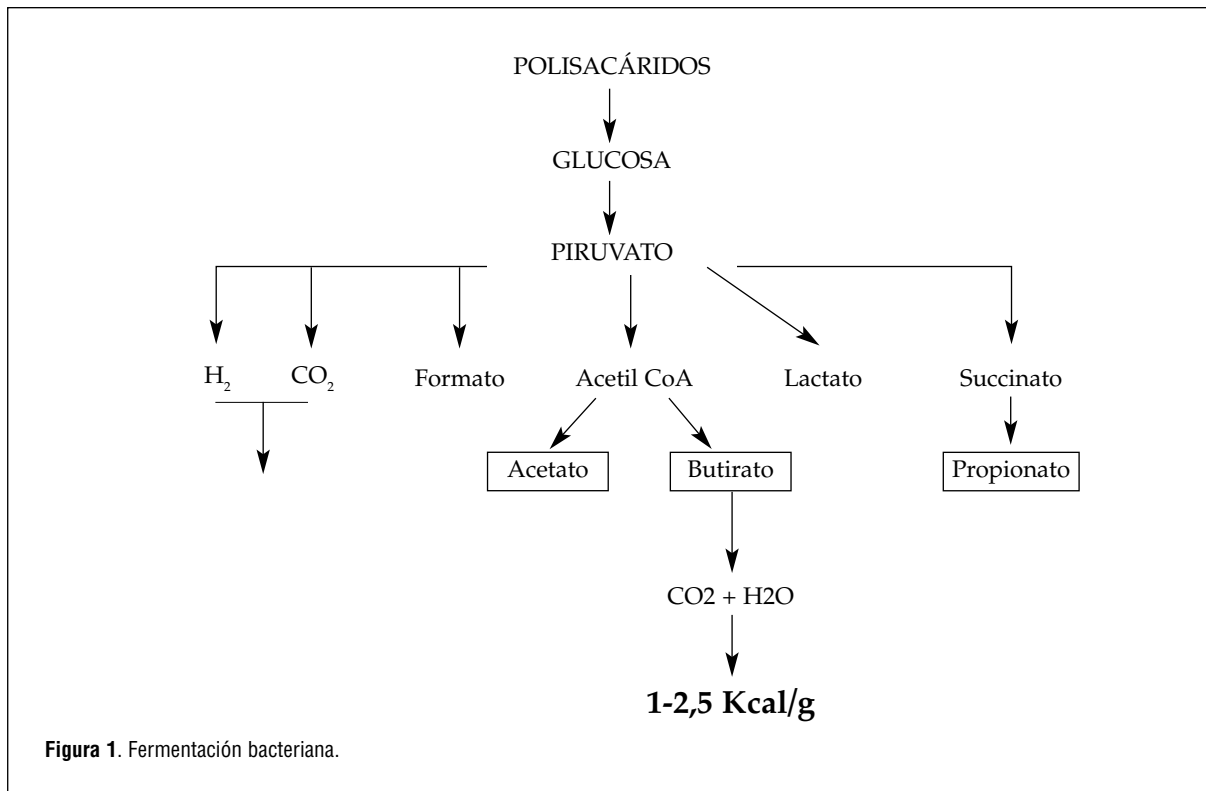 POLISACÁRIDOS
GLUCOSA
PIRUVATO
H₂ CO₂ Formato Acetil CoA Lactato Succinato
Acetato Butirato Propionato
CO2 + H2O
1-2,5 Kcal/g
Figura 1. Fermentación bacteriana.